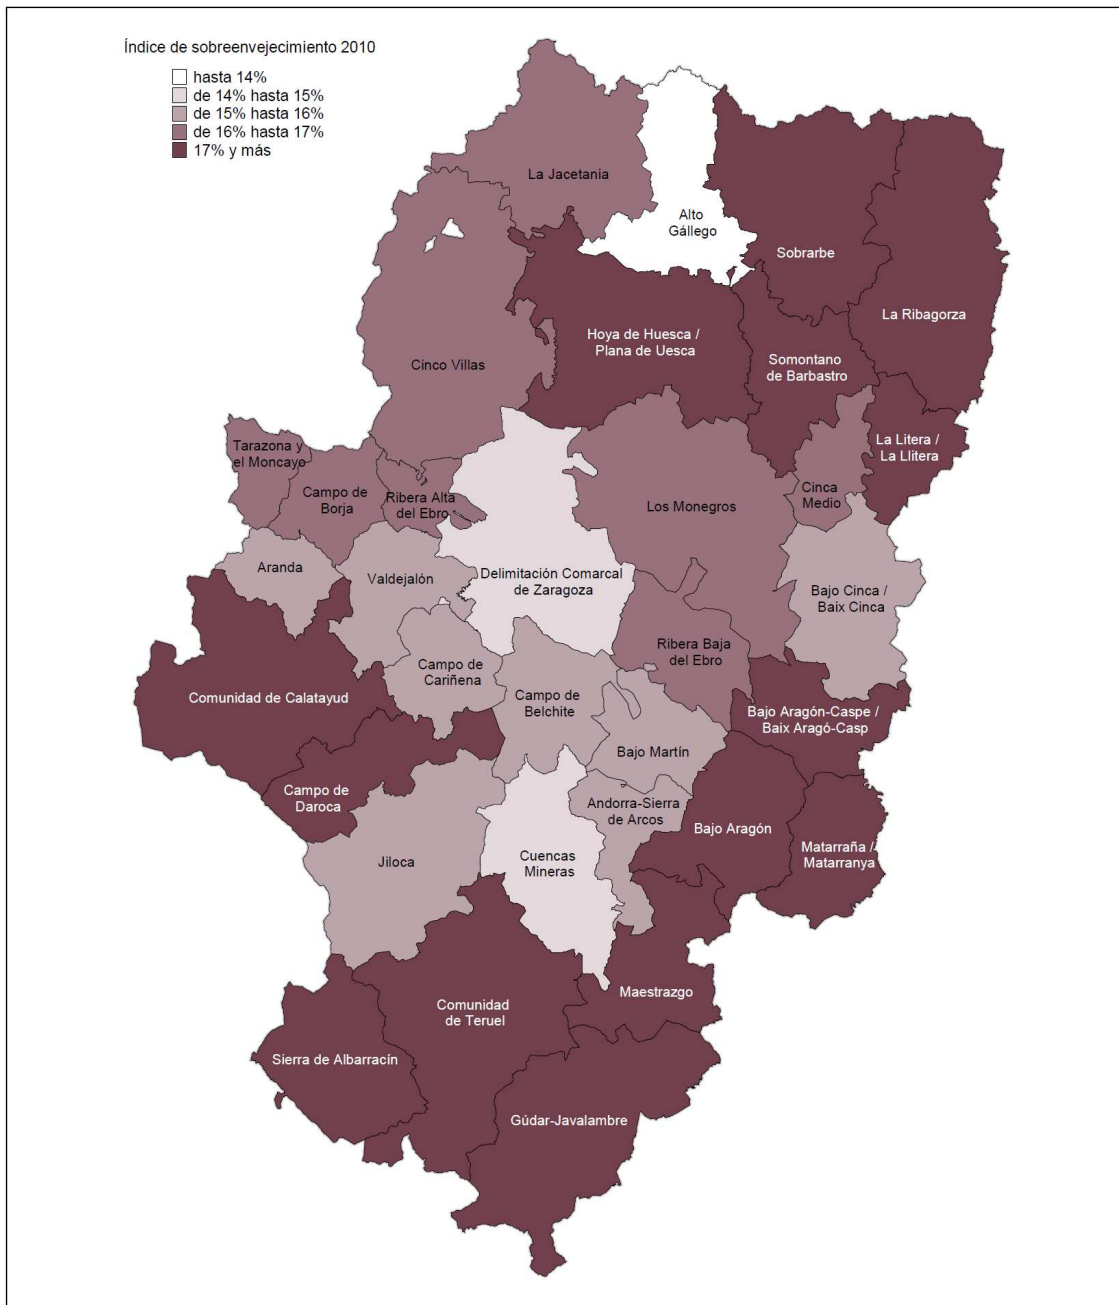 Índice de sobreenvejecimiento 2010
hasta 14%
de 14% hasta 15%
de 15% hasta 16%
de 16% hasta 17%
17% y más
La Jacetania
Alto
Gállego
Sobrarbe
La Ribagorza
Hoya de Huesca /
Plana de Uesca
Cinco Villas
Somontano
de Barbastro
La Litera /
La Llitera
Tarazona y
el Moncayo
Campo de
Borja
Ribera Alta
del Ebro
Los Monegros
Cinca
Medio
Aranda
Valdejalón
Delimitación Comarcal
de Zaragoza
Bajo Cinca /
Baix Cinca
Ribera Baja
del Ebro
Campo de
Cariñena
Comunidad de Calatayud
Campo de
Belchite
Bajo Aragón-Caspe /
Baix Aragó-Casp
Bajo Martín
Campo de
Daroca
Andorra-Sierra
de Arcos
Bajo Aragón
Matarraña /
Matarranya
Jiloca
Cuencas
Mineras
Maestrazgo
Comunidad
de Teruel
Sierra de Albarracín
Gúdar-Javalambre